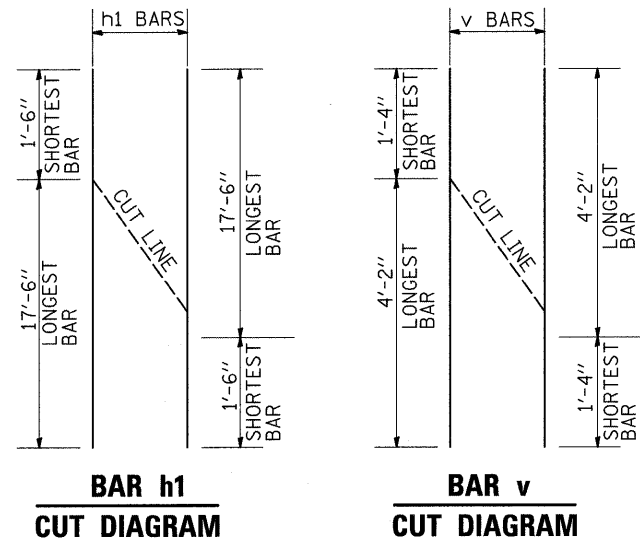 h1 BARS
1'-6"
SHORTEST
BAR
17'-6"
LONGEST
BAR
CUT LINE
17'-6"
LONGEST
BAR
1'-6"
SHORTEST
BAR
BAR h1
CUT DIAGRAM
v BARS
1'-4"
SHORTEST
BAR
4'-2"
LONGEST
BAR
CUT LINE
4'-2"
LONGEST
BAR
1'-4"
SHORTEST
BAR
BAR v
CUT DIAGRAM